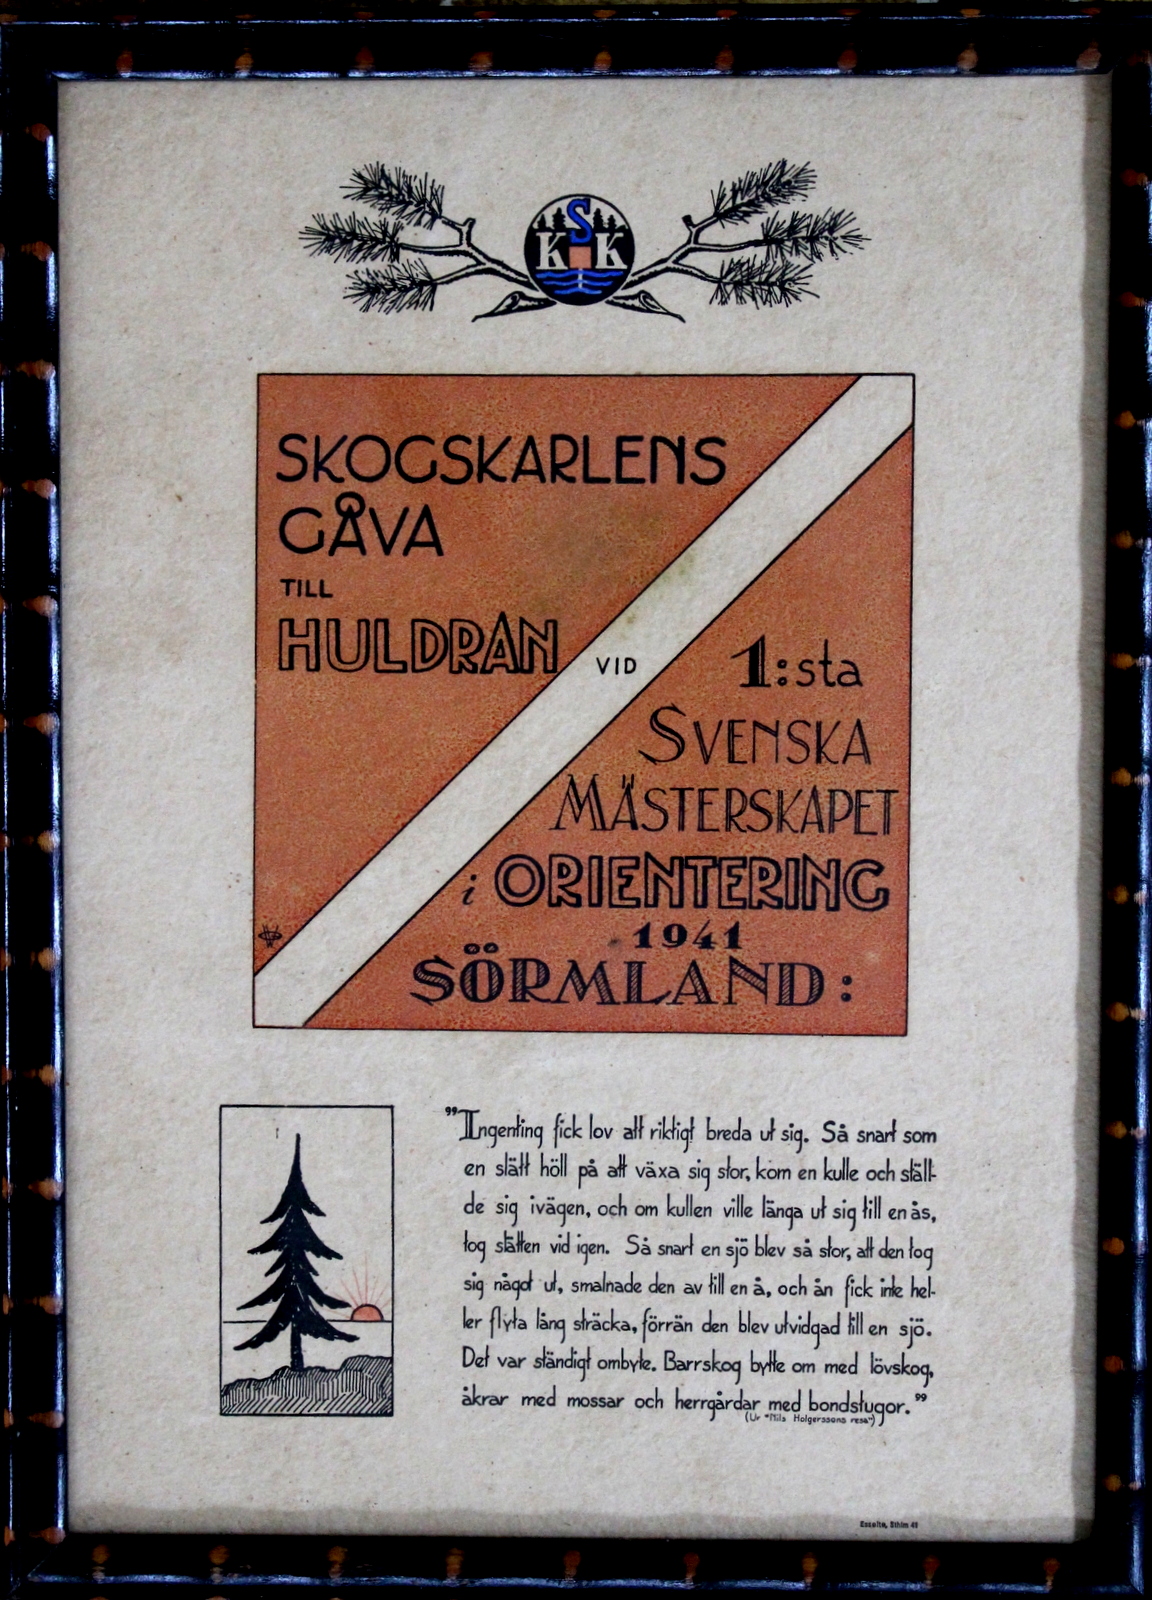 K S K
SKOGSKARLENS
GÅVA
TILL
HULDRAN
VID
1:sta
SVENSKA
MÄSTERSKAPET
i ORIENTERING
1941
SÖRMLAND:
"Ingenting fick lov att riktigt breda ut sig. Så snart som
en slätt höll på att växa sig stor, kom en kulle och ställ-
de sig ivägen, och om kullen ville länga ut sig till en ås,
tog slätten vid igen. Så snart en sjö blev så stor, att den tog
sig något ut, smalnade den av till en å, och ån fick inte hel-
ler flyta lång sträcka, förrän den blev utvidgad till en sjö.
Det var ständigt ombyte. Barrskog bytte om med lövskog,
åkrar med mossar och herrgårdar med bondstugor."
(Ur "Nils Holgerssons resa")
Esselte, Sthlm 41